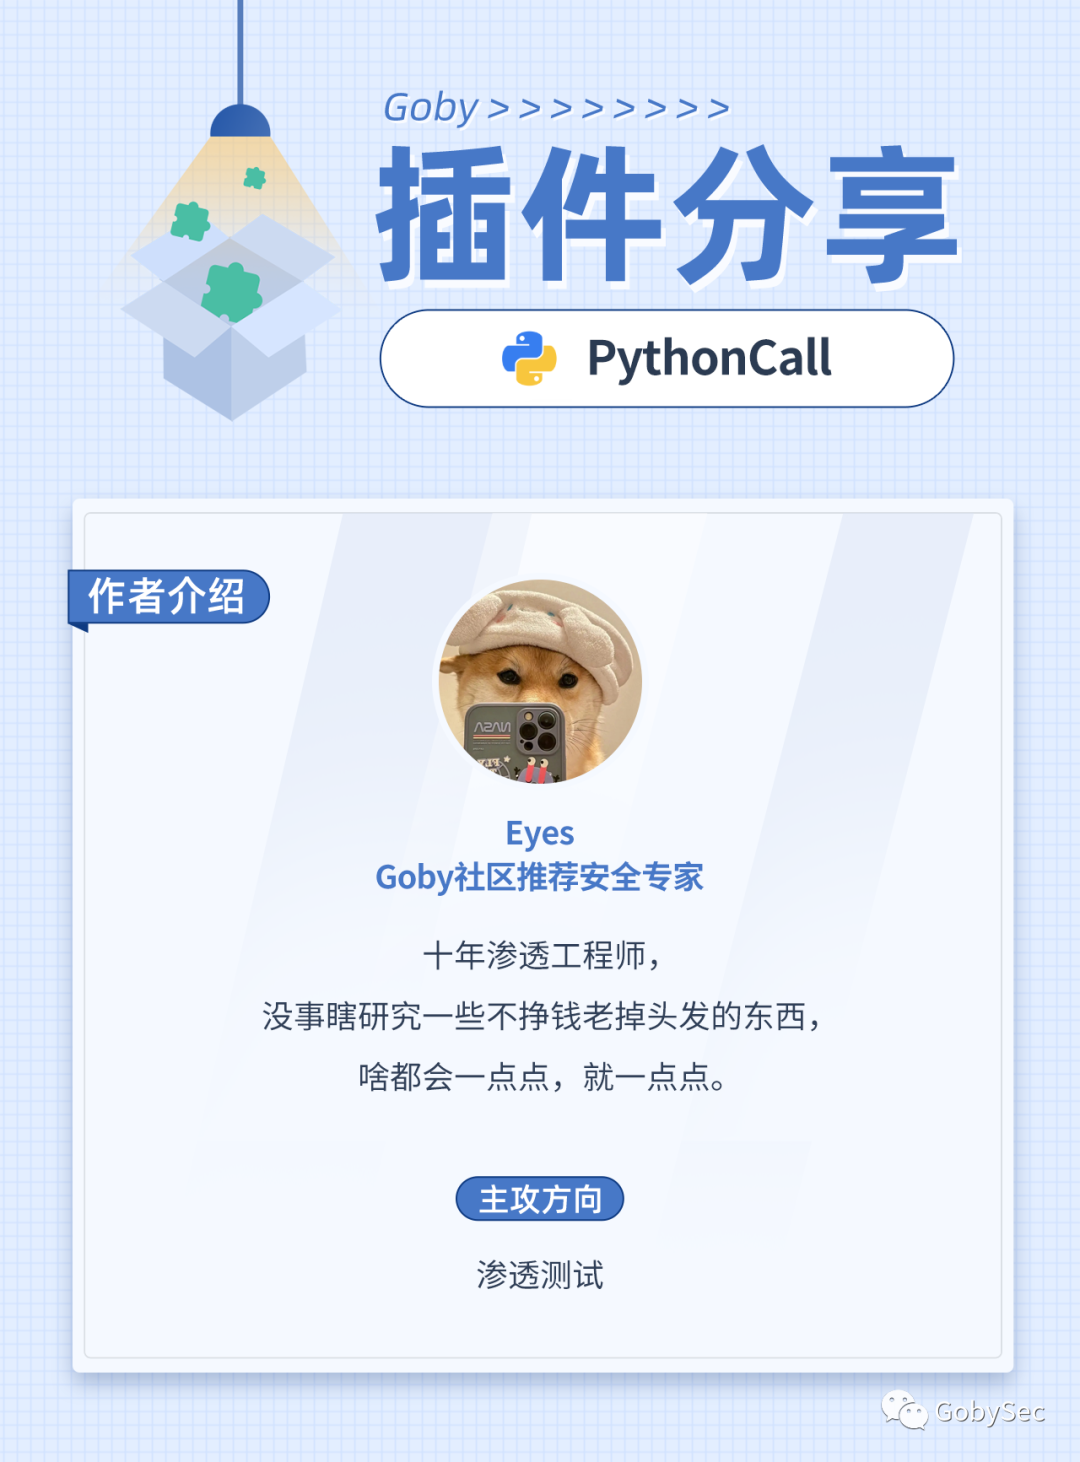 Goby>>>>>>>>
插件分享
PythonCall
作者介绍
NASA
Eyes
Goby社区推荐安全专家
十年渗透工程师，
没事瞎研究一些不挣钱老掉头发的东西，
啥都会一点点，就一点点。
主攻方向
渗透测试
GobySec